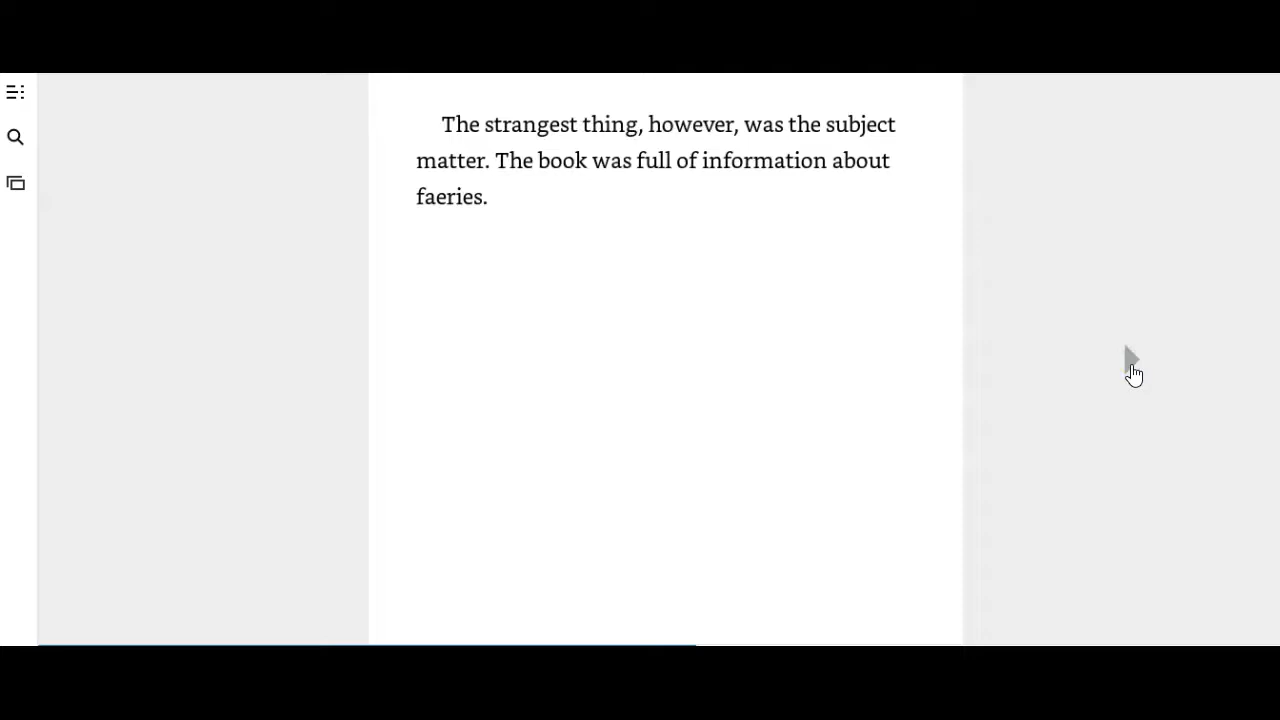 The strangest thing, however, was the subject
matter. The book was full of information about
faeries.